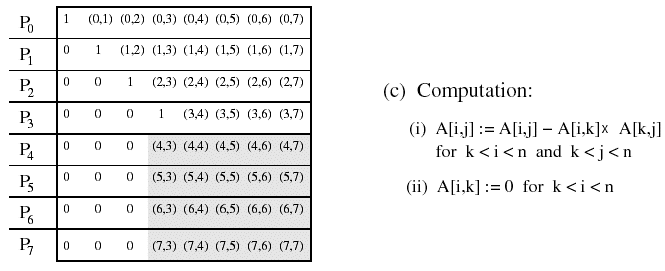 P0 1 (0,1) (0,2) (0,3) (0,4) (0,5) (0,6) (0,7)
P1 0 1 (1,2) (1,3) (1,4) (1,5) (1,6) (1,7)
P2 0 0 1 (2,3) (2,4) (2,5) (2,6) (2,7)
P3 0 0 0 1 (3,4) (3,5) (3,6) (3,7)
P4 0 0 0 (4,3) (4,4) (4,5) (4,6) (4,7)
P5 0 0 0 (5,3) (5,4) (5,5) (5,6) (5,7)
P6 0 0 0 (6,3) (6,4) (6,5) (6,6) (6,7)
P7 0 0 0 (7,3) (7,4) (7,5) (7,6) (7,7)
(c) Computation:
(i) A[i,j] := A[i,j] − A[i,k]x A[k,j]
for k < i < n and k < j < n
(ii) A[i,k] := 0 for k < i < n